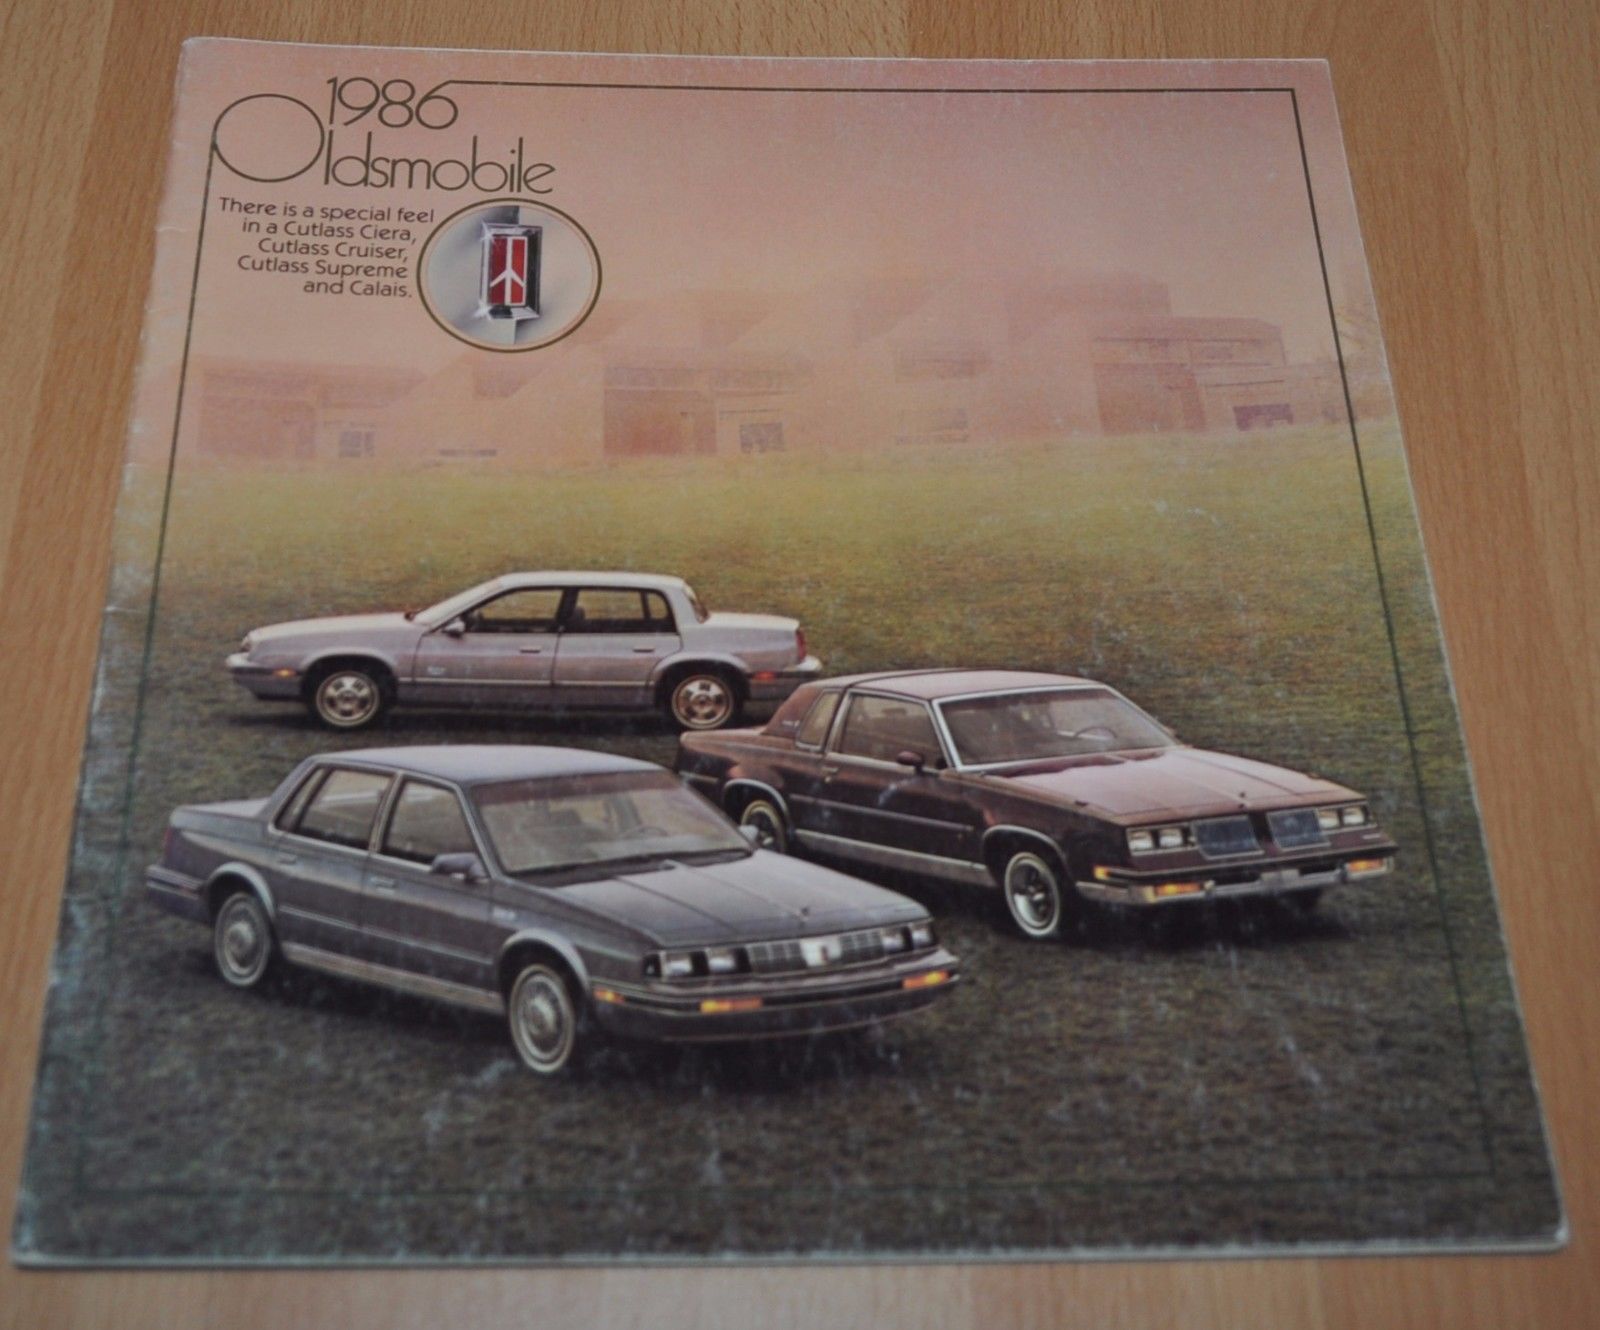 1986
Oldsmobile
There is a special feel
in a Cutlass Ciera,
Cutlass Cruiser,
Cutlass Supreme
and Calais.